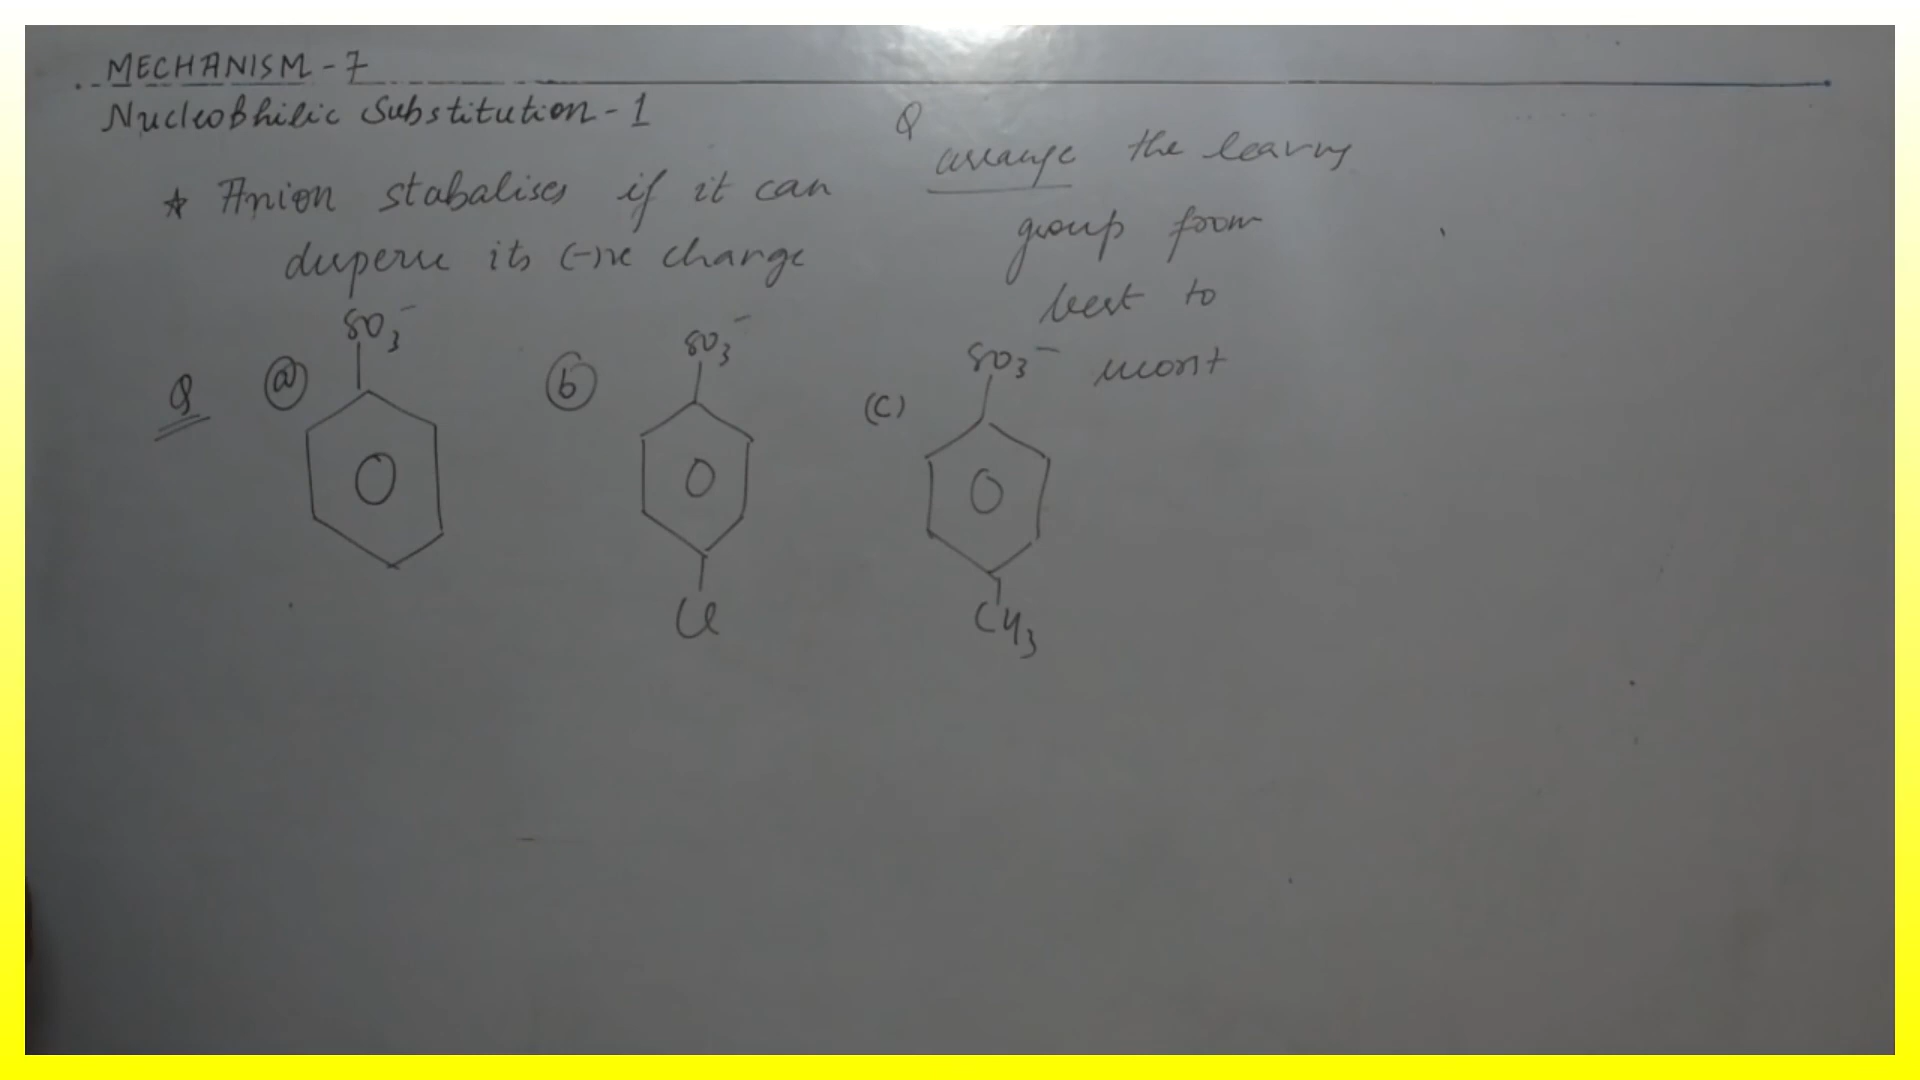 MECHANISM - 7
Nucleophilic Substitution - 1
Q
arrange the leaving
group from
best to
worst
* Anion stabalises if it can
disperse its (-)ve charge
Q
(a)
SO3-
(b)
SO3-
Cl
(C)
SO3-
CH3